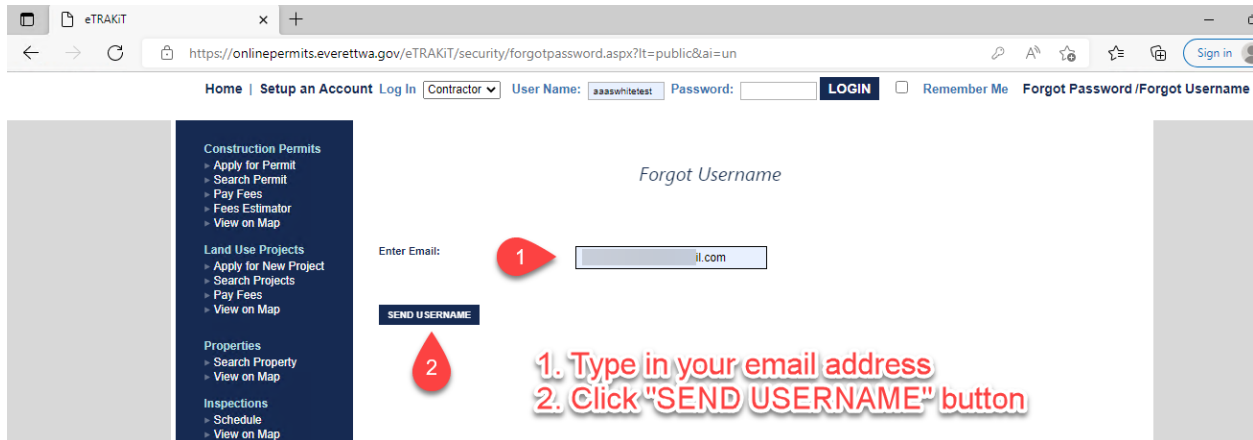 eTRAKiT
https://onlinepermits.everettwa.gov/eTRAKiT/security/forgotpassword.aspx?lt=public&ai=un
Sign in
Home | Setup an Account Log In Contractor User Name: aaaswhitetest Password: LOGIN Remember Me Forgot Password /Forgot Username
Construction Permits
Apply for Permit
Search Permit
Pay Fees
Fees Estimator
View on Map
Land Use Projects
Apply for New Project
Search Projects
Pay Fees
View on Map
Properties
Search Property
View on Map
Inspections
Schedule
View on Map
Forgot Username
Enter Email:
1
il.com
SEND USERNAME
2
1. Type in your email address
2. Click "SEND USERNAME" button